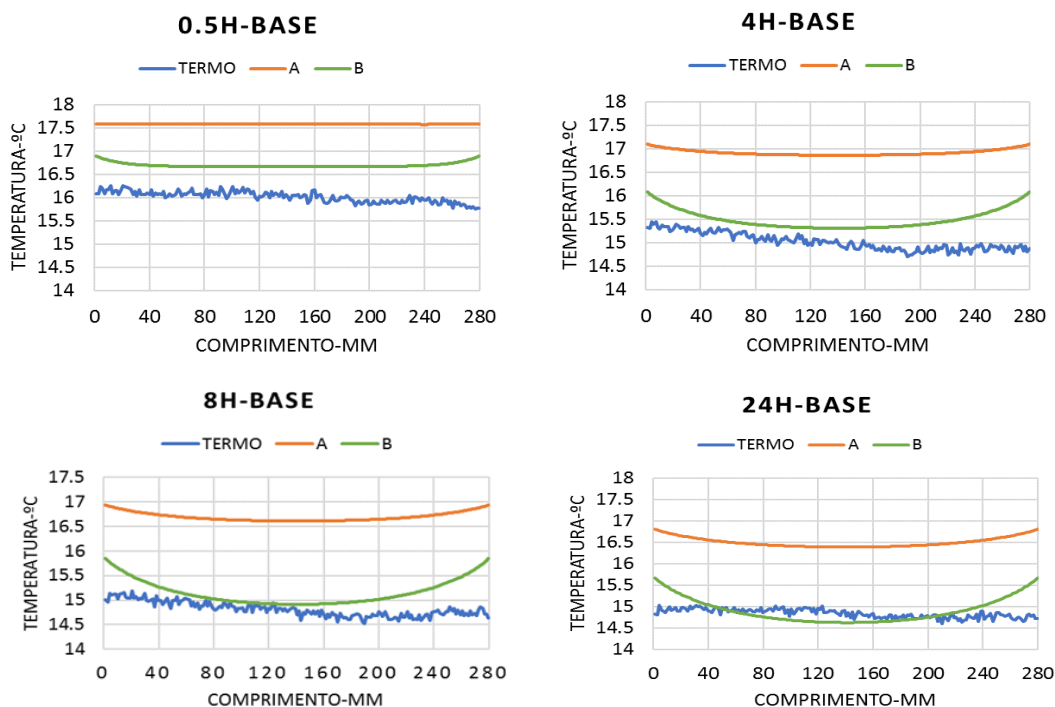 0.5H-BASE
TERMO A B
18
17.5
17
16.5
16
15.5
15
14.5
14
TEMPERATURA-ºC
0 40 80 120 160 200 240 280
COMPRIMENTO-MM
4H-BASE
TERMO A B
18
17.5
17
16.5
16
15.5
15
14.5
14
TEMPERATURA-ºC
0 40 80 120 160 200 240 280
COMPRIMENTO-MM
8H-BASE
TERMO A B
17.5
17
16.5
16
15.5
15
14.5
14
TEMPERATURA-ºC
0 40 80 120 160 200 240 280
COMPRIMENTO-MM
24H-BASE
TERMO A B
18
17.5
17
16.5
16
15.5
15
14.5
14
TEMPERATURA-ºC
0 40 80 120 160 200 240 280
COMPRIMENTO-MM